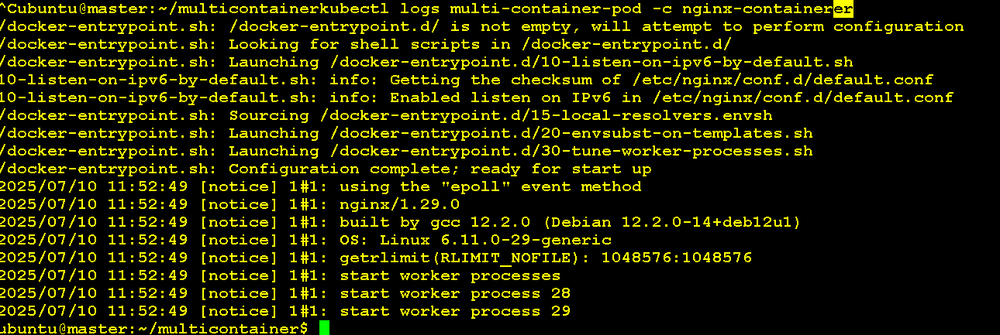 ^Cubuntu@master:~/multicontainerkubectl logs multi-container-pod -c nginx-containerer
/docker-entrypoint.sh: /docker-entrypoint.d/ is not empty, will attempt to perform configuration
/docker-entrypoint.sh: Looking for shell scripts in /docker-entrypoint.d/
/docker-entrypoint.sh: Launching /docker-entrypoint.d/10-listen-on-ipv6-by-default.sh
10-listen-on-ipv6-by-default.sh: info: Getting the checksum of /etc/nginx/conf.d/default.conf
10-listen-on-ipv6-by-default.sh: info: Enabled listen on IPv6 in /etc/nginx/conf.d/default.conf
/docker-entrypoint.sh: Sourcing /docker-entrypoint.d/15-local-resolvers.envsh
/docker-entrypoint.sh: Launching /docker-entrypoint.d/20-envsubst-on-templates.sh
/docker-entrypoint.sh: Launching /docker-entrypoint.d/30-tune-worker-processes.sh
/docker-entrypoint.sh: Configuration complete; ready for start up
2025/07/10 11:52:49 [notice] 1#1: using the "epoll" event method
2025/07/10 11:52:49 [notice] 1#1: nginx/1.29.0
2025/07/10 11:52:49 [notice] 1#1: built by gcc 12.2.0 (Debian 12.2.0-14+deb12u1)
2025/07/10 11:52:49 [notice] 1#1: OS: Linux 6.11.0-29-generic
2025/07/10 11:52:49 [notice] 1#1: getrlimit(RLIMIT_NOFILE): 1048576:1048576
2025/07/10 11:52:49 [notice] 1#1: start worker processes
2025/07/10 11:52:49 [notice] 1#1: start worker process 28
2025/07/10 11:52:49 [notice] 1#1: start worker process 29
ubuntu@master:~/multicontainer$